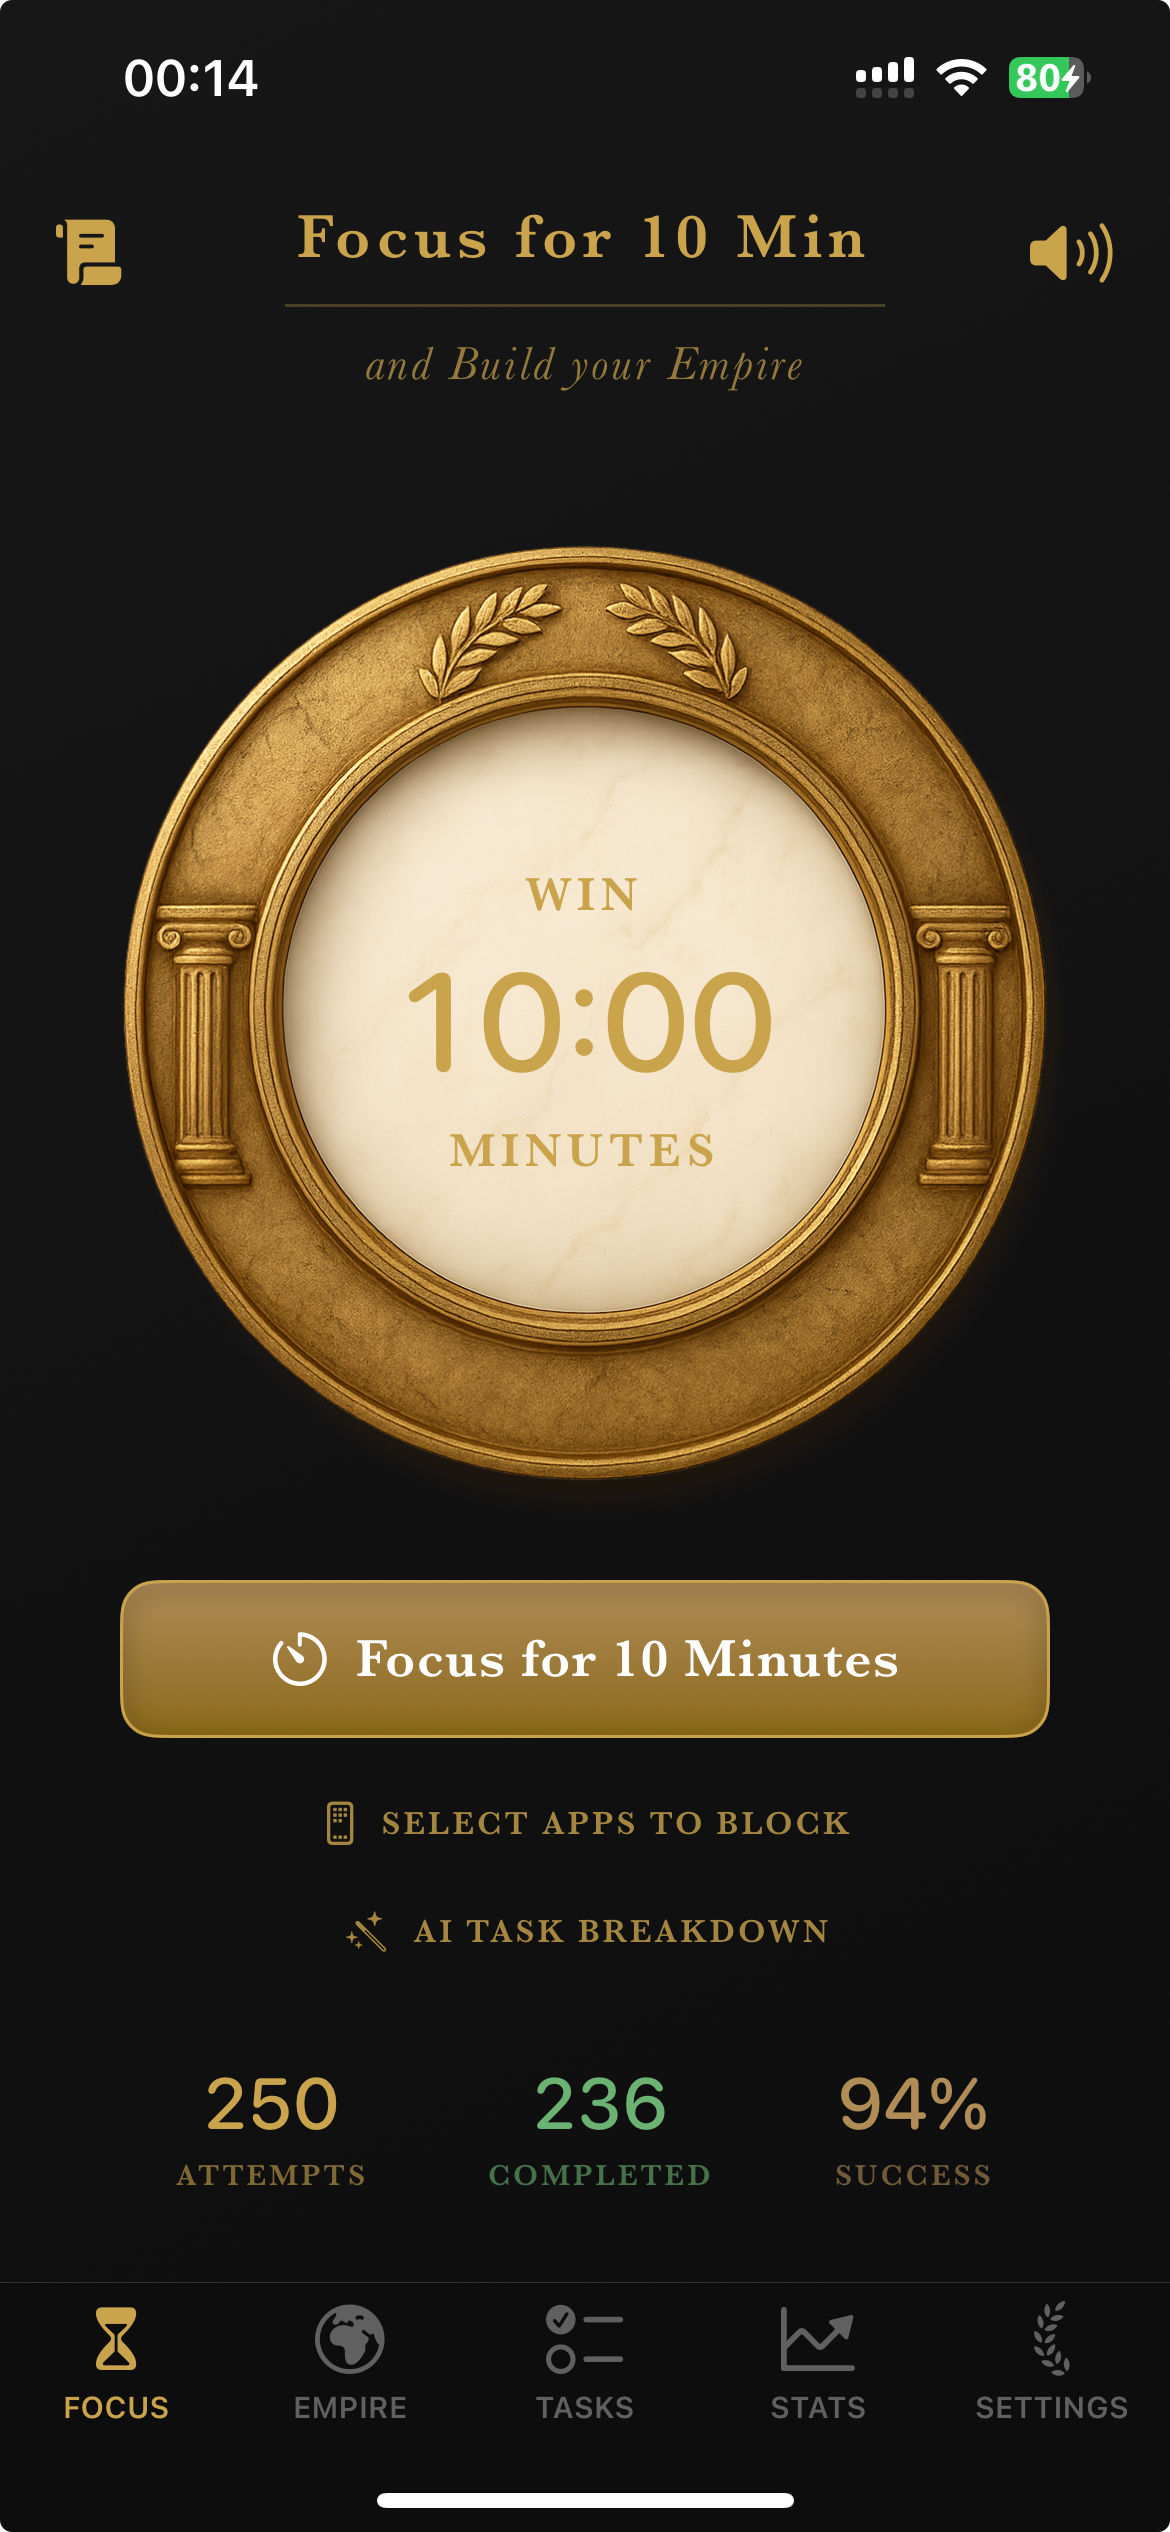 00:14
80
Focus for 10 Min
and Build your Empire
WIN
10:00
MINUTES
Focus for 10 Minutes
SELECT APPS TO BLOCK
AI TASK BREAKDOWN
250 236 94%
ATTEMPTS COMPLETED SUCCESS
FOCUS EMPIRE TASKS STATS SETTINGS